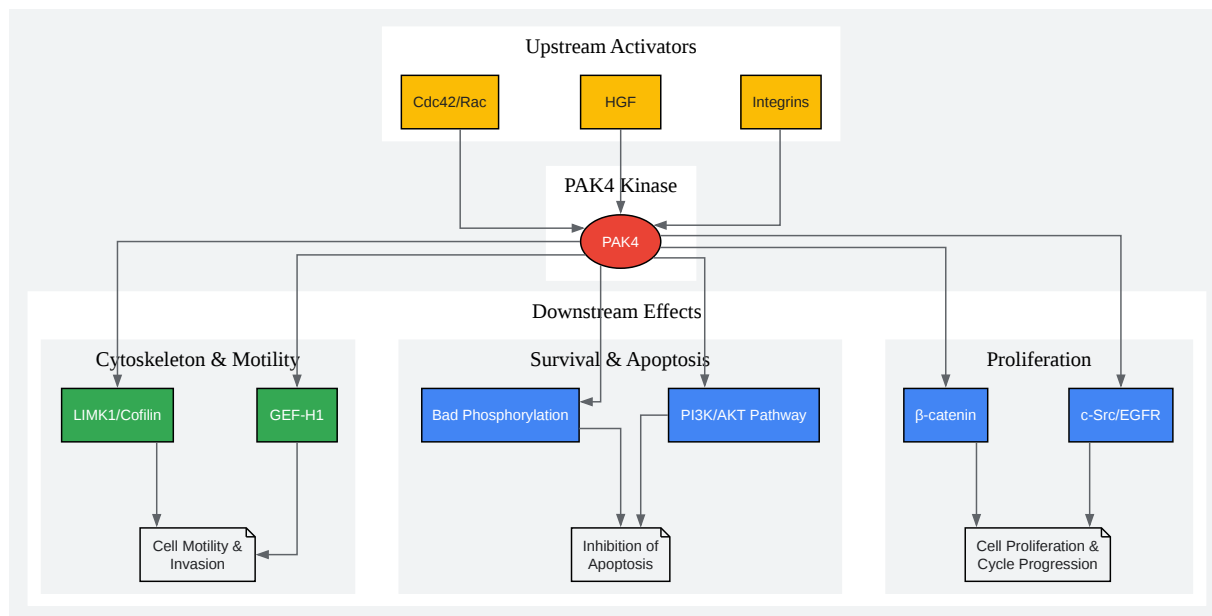 Upstream Activators
Cdc42/Rac
HGF
Integrins
PAK4 Kinase
PAK4
Downstream Effects
Cytoskeleton & Motility
Survival & Apoptosis
Proliferation
LIMK1/Cofilin
GEF-H1
Bad Phosphorylation
PI3K/AKT Pathway
β-catenin
c-Src/EGFR
Cell Motility &
Invasion
Inhibition of
Apoptosis
Cell Proliferation &
Cycle Progression